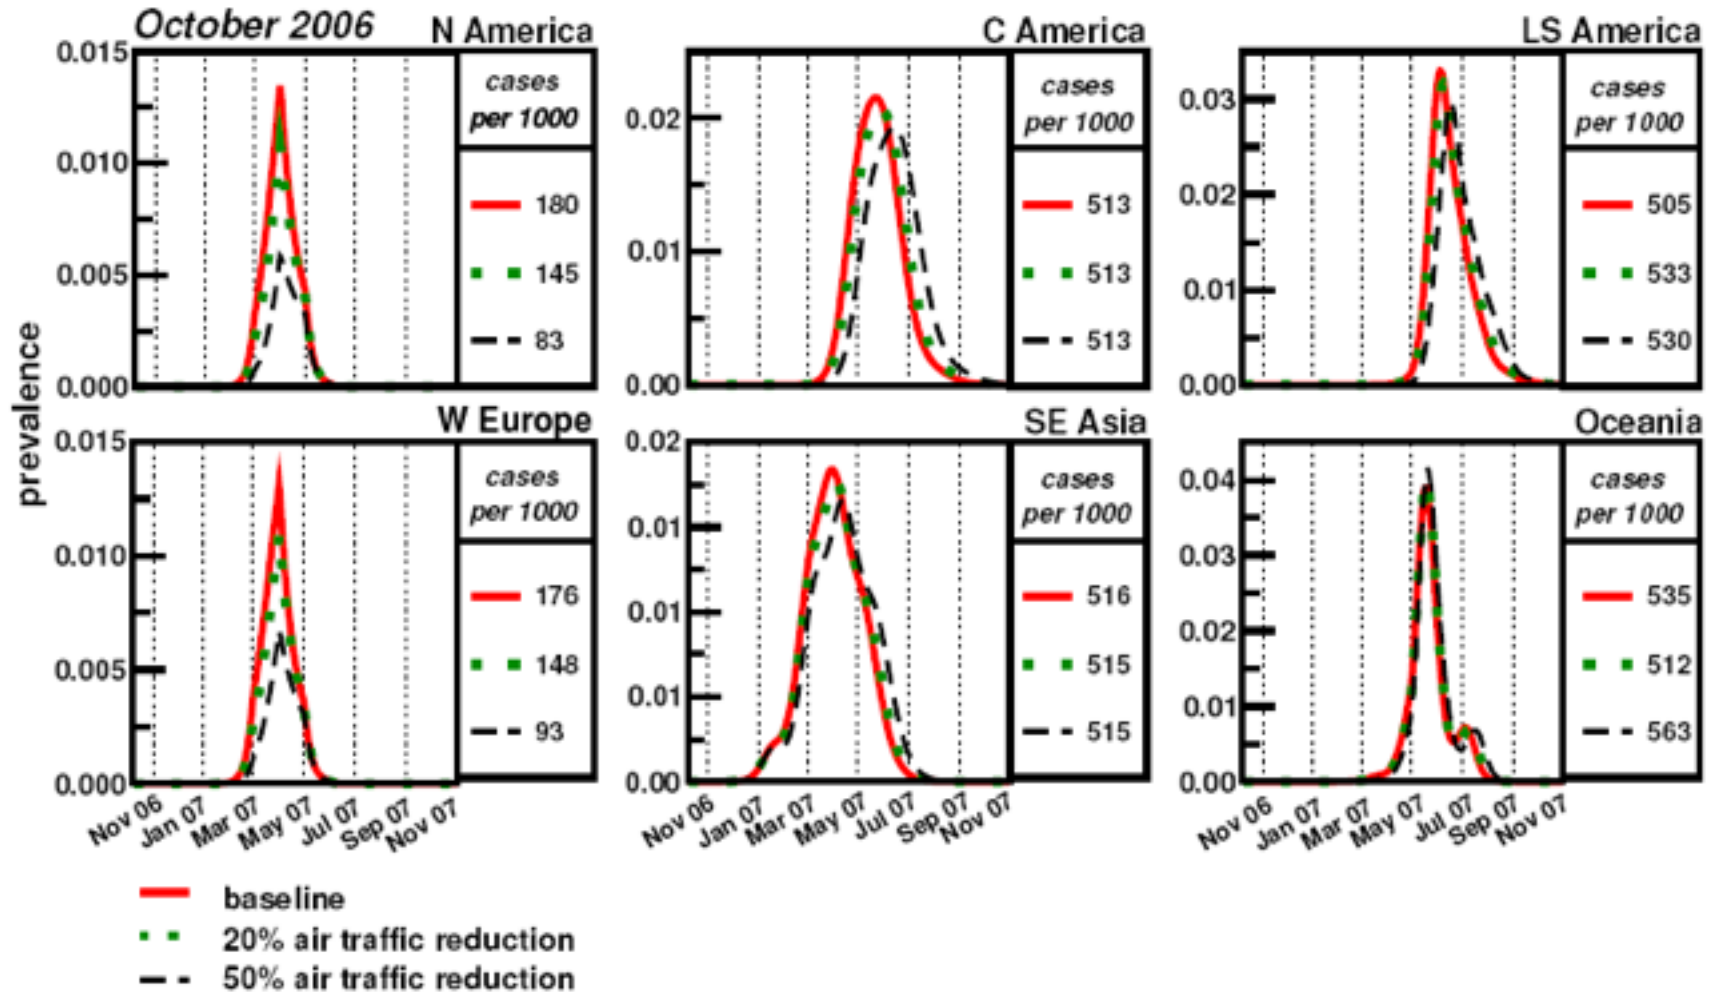 October 2006
N America
0.015
0.010
0.005
0.000
cases
per 1000
180
145
83
C America
0.02
0.01
0.00
cases
per 1000
513
513
513
LS America
0.03
0.02
0.01
0.00
cases
per 1000
505
533
530
prevalence
W Europe
0.015
0.010
0.005
0.000
cases
per 1000
176
148
93
Nov 06 Jan 07 Mar 07 May 07 Jul 07 Sep 07 Nov 07
SE Asia
0.02
0.01
0.01
0.01
0.00
cases
per 1000
516
515
515
Nov 06 Jan 07 Mar 07 May 07 Jul 07 Sep 07 Nov 07
Oceania
0.04
0.03
0.02
0.01
0.00
cases
per 1000
535
512
563
Nov 06 Jan 07 Mar 07 May 07 Jul 07 Sep 07 Nov 07
baseline
20% air traffic reduction
50% air traffic reduction